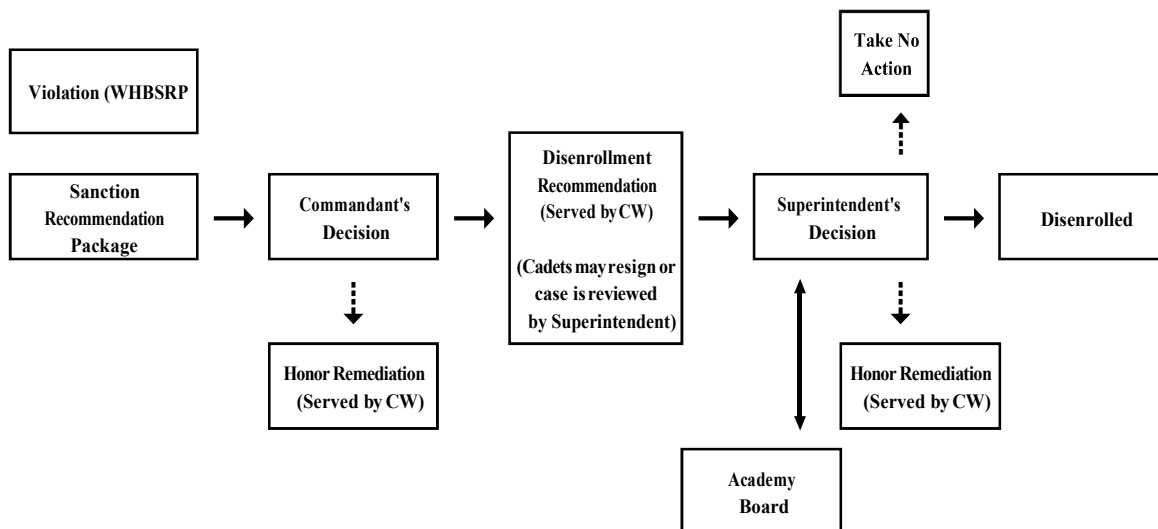 Violation (WHBSRP
Sanction
Recommendation
Package
Commandant's
Decision
Honor Remediation
(Served by CW)
Disenrollment
Recommendation
(Served by CW)
(Cadets may resign or
case is reviewed
by Superintendent)
Take No
Action
Superintendent's
Decision
Disenrolled
Honor Remediation
(Served by CW)
Academy
Board